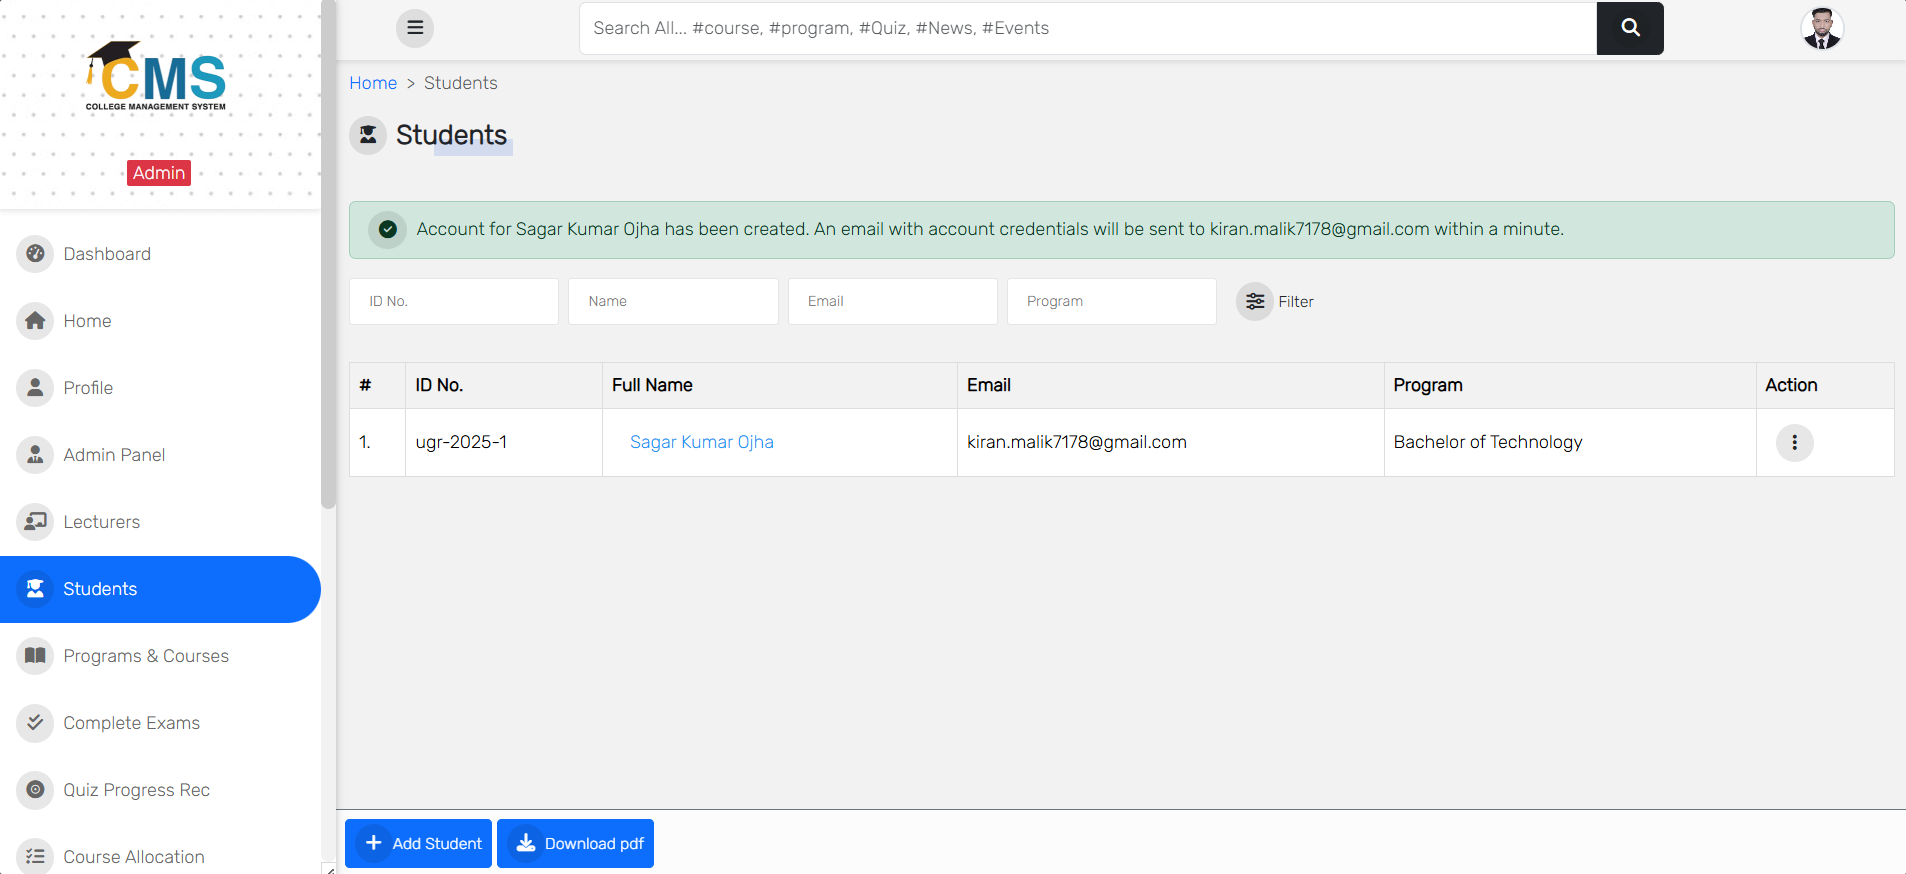 CMS
COLLEGE MANAGEMENT SYSTEM
Admin
Dashboard
Home
Profile
Admin Panel
Lecturers
Students
Programs & Courses
Complete Exams
Quiz Progress Rec
Course Allocation
Search All... #course, #program, #Quiz, #News, #Events
Home > Students
Students
Account for Sagar Kumar Ojha has been created. An email with account credentials will be sent to kiran.malik7178@gmail.com within a minute.
ID No. Name Email Program Filter
# ID No. Full Name Email Program Action
1. ugr-2025-1 Sagar Kumar Ojha kiran.malik7178@gmail.com Bachelor of Technology
Add Student Download pdf